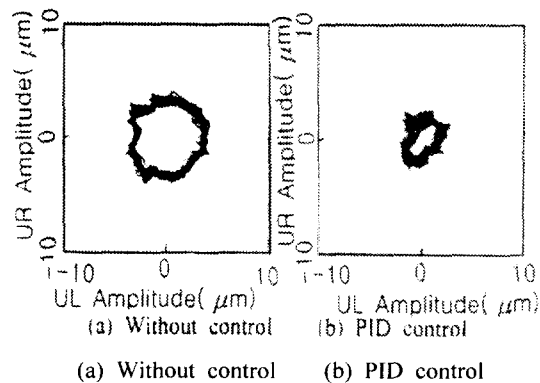 10
10
UR Amplitude( μm)
0
UR Amplitude( μm)
0
10
10
-10
0
10
-10
0
10
UL Amplitude( μm)
UL Amplitude( μm)
(a) Without control
(b) PID control
(a) Without control
(b) PID control